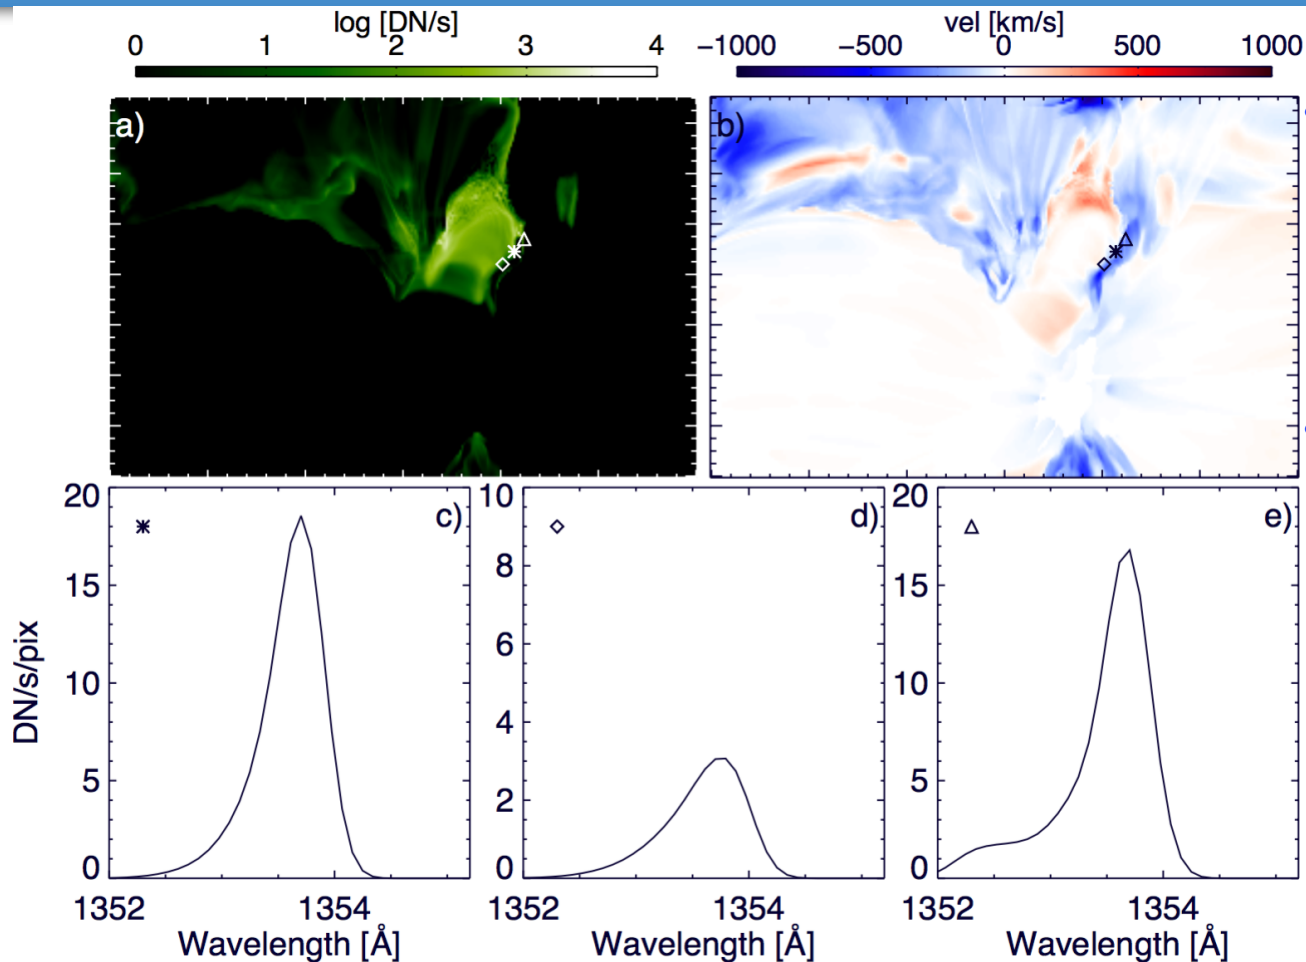 log [DN/s]
0 1 2 3 4
vel [km/s]
−1000 −500 0 500 1000
a)
b)
20
15
10
5
0
DN/s/pix
c)
1352 1354
Wavelength [Å]
10
8
6
4
2
0
d)
1352 1354
Wavelength [Å]
20
15
10
5
0
e)
1352 1354
Wavelength [Å]